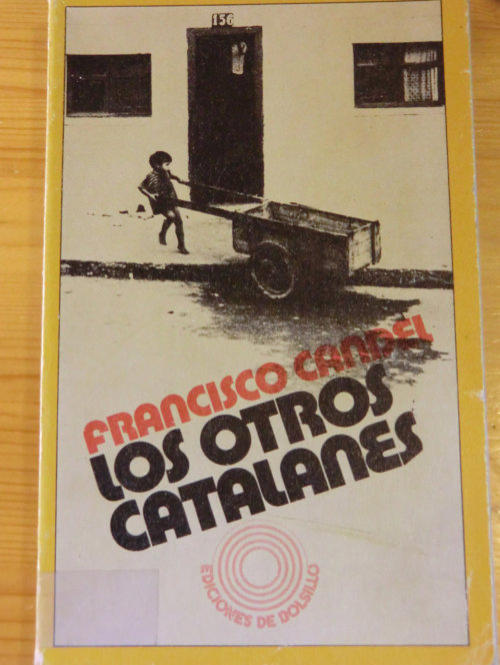 156
FRANCISCO CANDEL
LOS OTROS
CATALANES
EDICIONES DE BOLSILLO